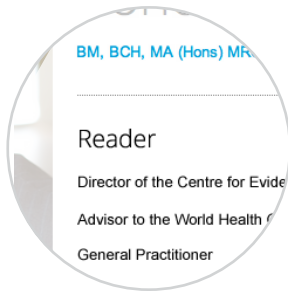 BM, BCH, MA (Hons)
Reader
Director of the Centre for
Advisor to the World Health
General Practitioner